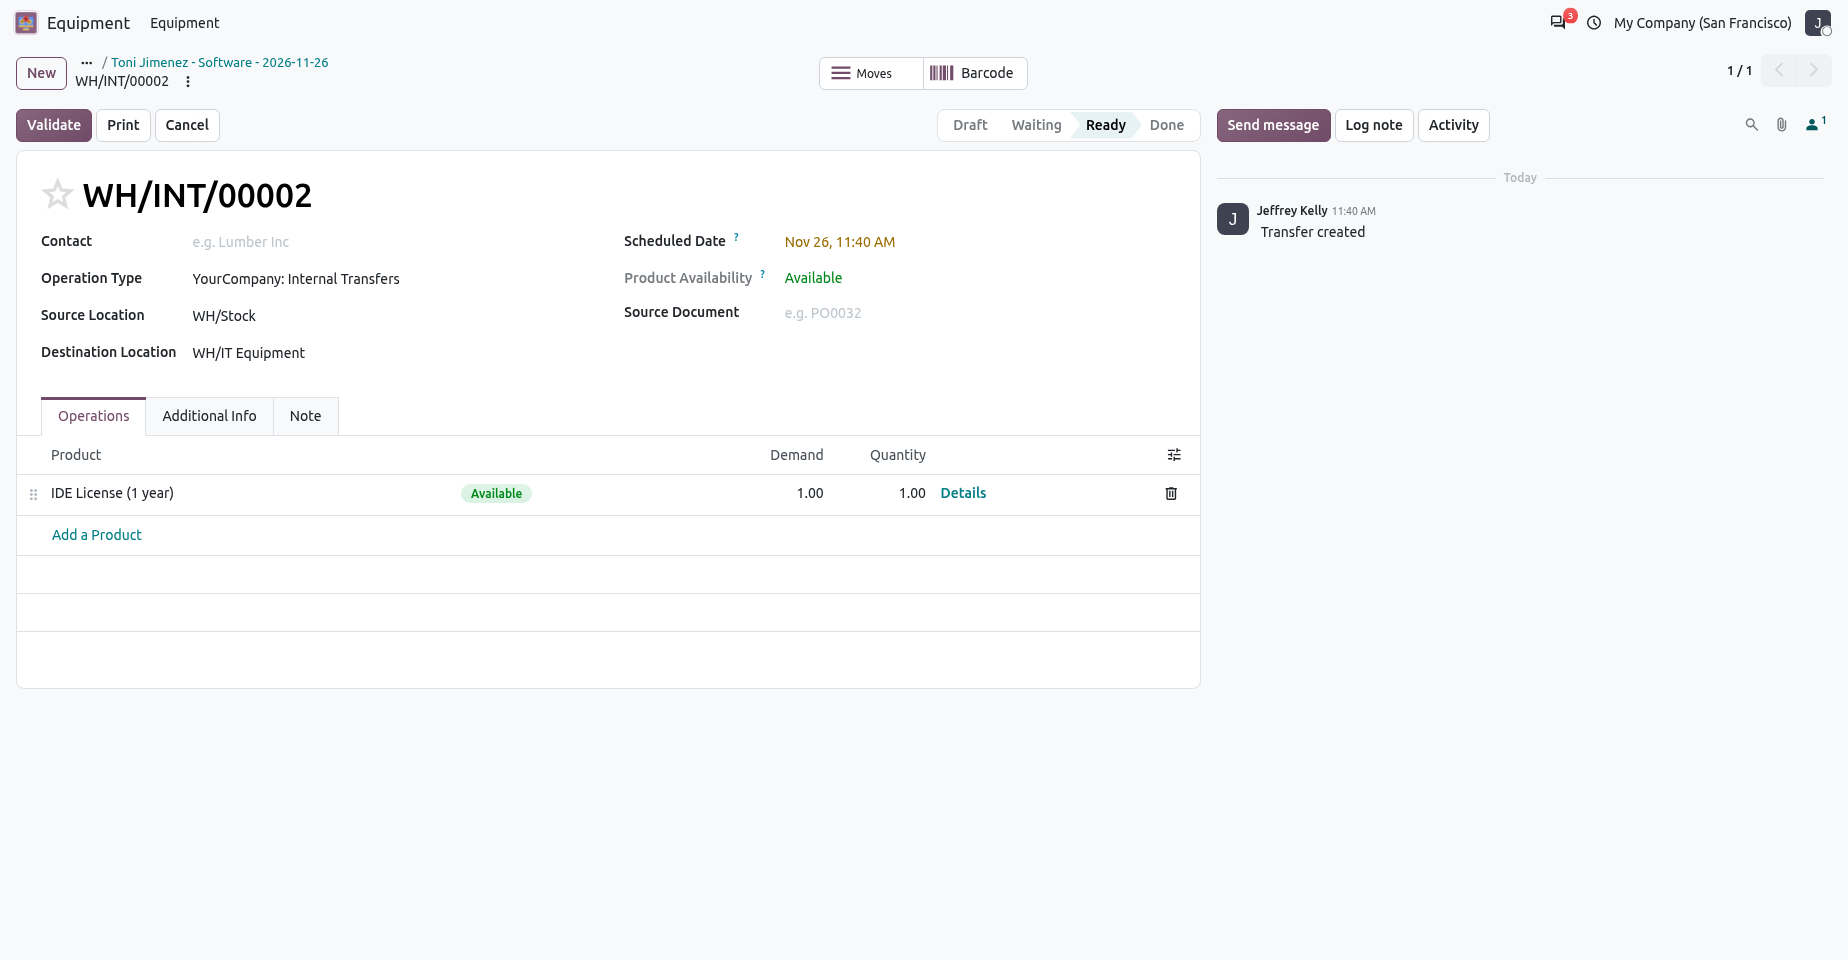 Equipment Equipment 3 My Company (San Francisco) J
New ... / Toni Jimenez - Software - 2026-11-26
WH/INT/00002
Moves Barcode 1 / 1
Validate Print Cancel Draft Waiting Ready Done Send message Log note Activity 1
WH/INT/00002
Contact e.g. Lumber Inc
Operation Type YourCompany: Internal Transfers
Source Location WH/Stock
Destination Location WH/IT Equipment
Scheduled Date ? Nov 26, 11:40 AM
Product Availability ? Available
Source Document e.g. PO0032
Operations Additional Info Note
Product Demand Quantity
IDE License (1 year) Available 1.00 1.00 Details
Add a Product
Today
J Jeffrey Kelly 11:40 AM
Transfer created